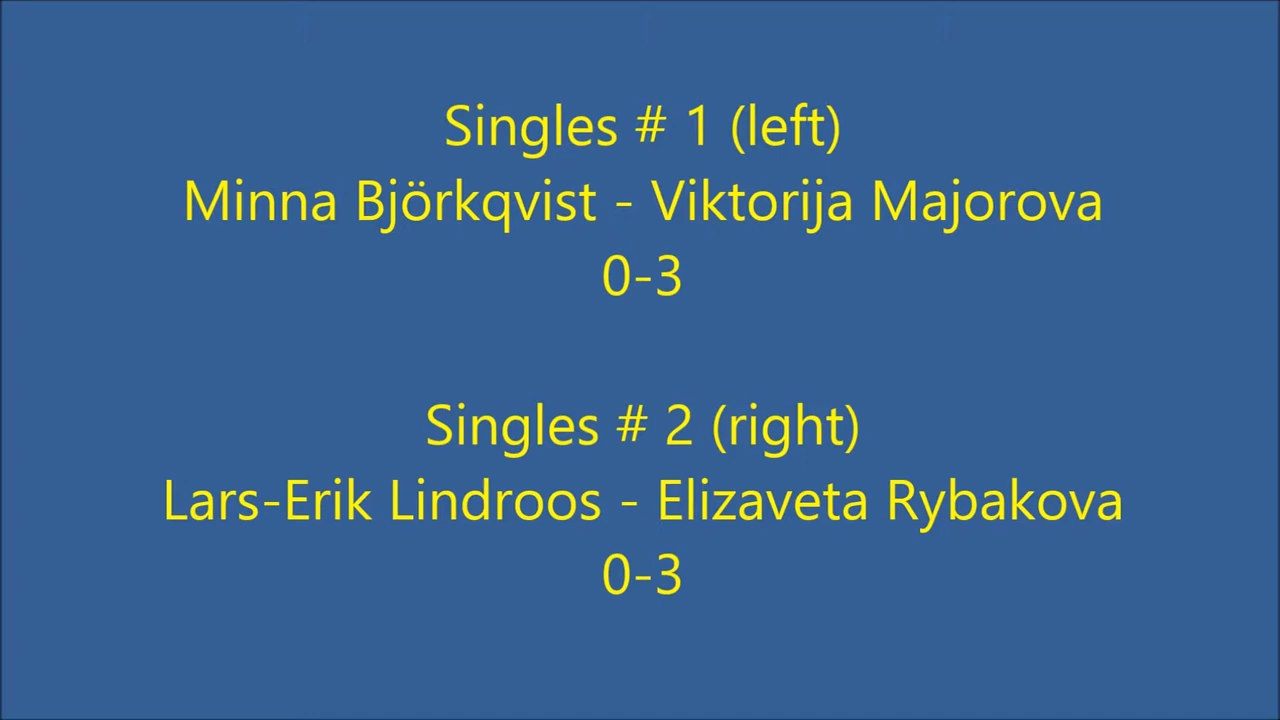 Singles # 1 (left)
Minna Björkqvist - Viktorija Majorova
0-3
Singles # 2 (right)
Lars-Erik Lindroos - Elizaveta Rybakova
0-3